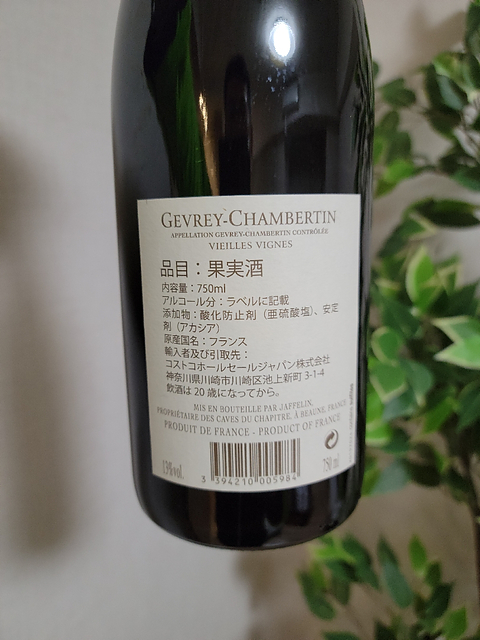 GEVREY-CHAMBERTIN
APPELLATION GEVREY-CHAMBERTIN CONTRÔLÉE
VIEILLES VIGNES
品目：果実酒
内容量：750ml
アルコール分：ラベルに記載
添加物：酸化防止剤（亜硫酸塩）、安定
剤（アカシア）
原産国名：フランス
輸入者及び引取先：
コストコホールセールジャパン株式会社
神奈川県川崎市川崎区池上新町 3-1-4
飲酒は 20 歳になってから。
MIS EN BOUTEILLE PAR JAFFELIN,
PROPRIÉTAIRE DES CAVES DU CHAPITRE, À BEAUNE, FRANCE
PRODUIT DE FRANCE - PRODUCT OF FRANCE
13%vol.
750 ml
3 394210 005984